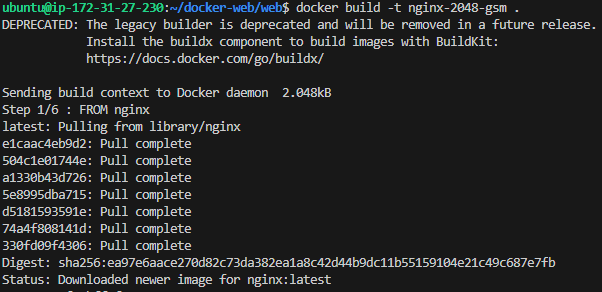 ubuntu@ip-172-31-27-230:~/docker-web/web$ docker build -t nginx-2048-gsm .
DEPRECATED: The legacy builder is deprecated and will be removed in a future release.
            Install the buildx component to build images with BuildKit:
            https://docs.docker.com/go/buildx/

Sending build context to Docker daemon  2.048kB
Step 1/6 : FROM nginx
latest: Pulling from library/nginx
e1caac4eb9d2: Pull complete
504c1e01744e: Pull complete
a1330b43d726: Pull complete
5e8995dba715: Pull complete
d5181593591e: Pull complete
74a4f808141d: Pull complete
330fd09f4306: Pull complete
Digest: sha256:ea97e6aace270d82c73da382ea1a8c42d44b9dc11b55159104e21c49c687e7fb
Status: Downloaded newer image for nginx:latest